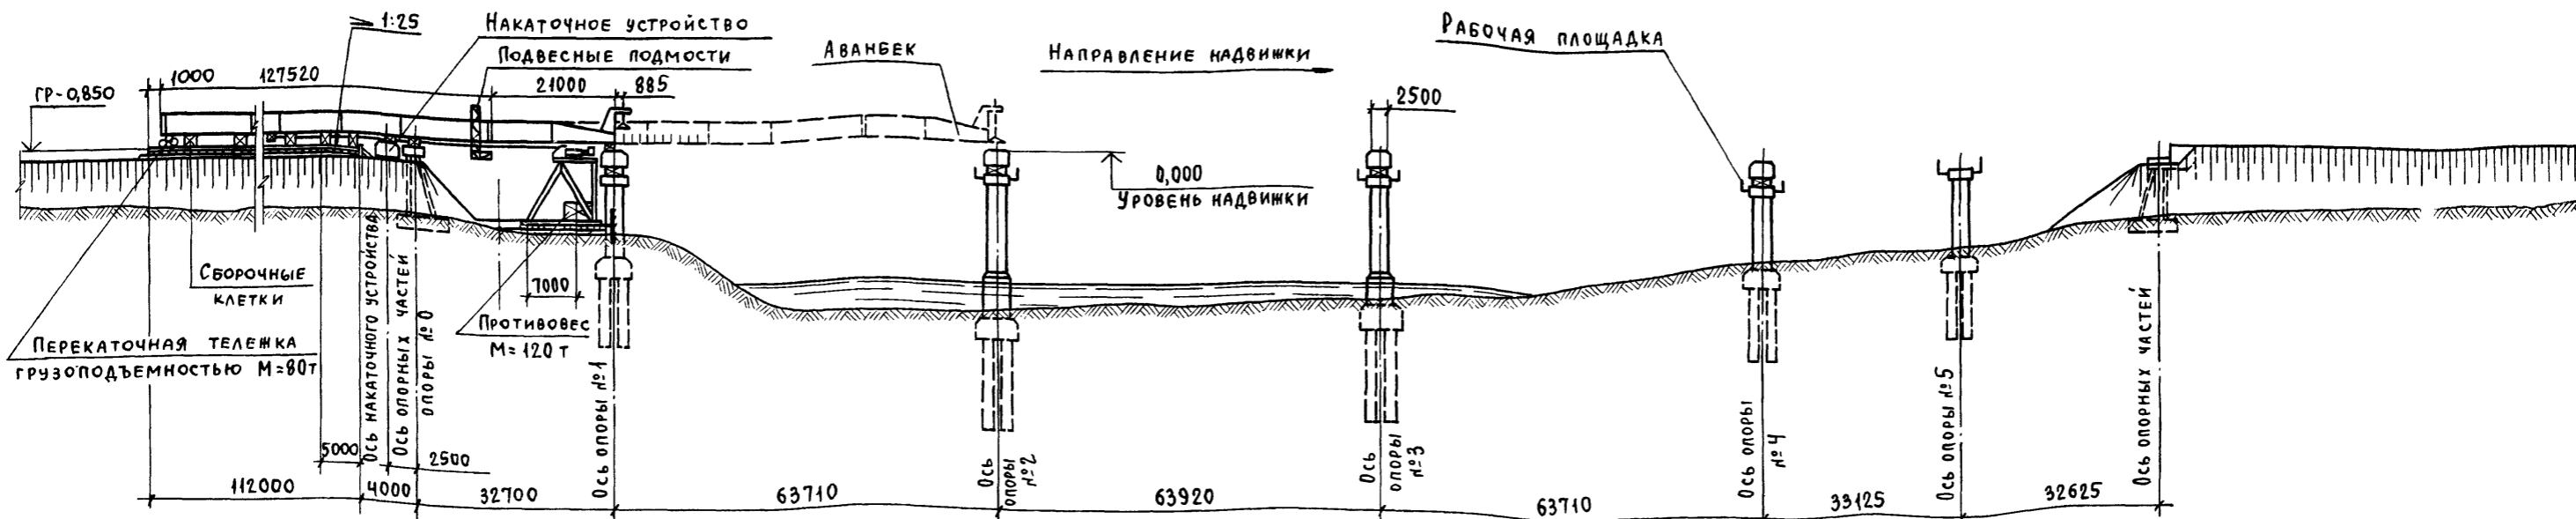 1:25
НАКАТОЧНОЕ УСТРОЙСТВО
ПОДВЕСНЫЕ ПОДМОСТИ
АВАНБЕК
НАПРАВЛЕНИЕ НАДВИЖКИ
РАБОЧАЯ ПЛОЩАДКА
ГР-0,850
1000
127520
21000
885
2500
0,000
УРОВЕНЬ НАДВИЖКИ
СБОРОЧНЫЕ
КЛЕТКИ
7000
ПРОТИВОВЕС
М=120 Т
ПЕРЕКАТОЧНАЯ ТЕЛЕЖКА
ГРУЗОПОДЪЕМНОСТЬЮ М=80Т
ОСЬ НАКАТОЧНОГО УСТРОЙСТВА
ОСЬ ОПОРНЫХ ЧАСТЕЙ
ОПОРЫ №0
ОСЬ ОПОРЫ №1
ОСЬ
ОПОРЫ
№2
ОСЬ
ОПОРЫ
№3
ОСЬ ОПОРЫ
№4
ОСЬ ОПОРЫ №5
ОСЬ ОПОРНЫХ ЧАСТЕЙ
5000
2500
112000
4000
32700
63710
63920
63710
33125
32625